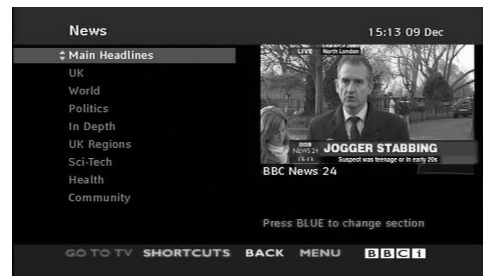 News 15:13 09 Dec
Main Headlines
UK
World
Politics
In Depth
UK Regions
Sci-Tech
Health
Community
LIVE North London
BBC
NEWS 24 JOGGER STABBING
15:13 Suspect was teenage or in early 20s
BBC News 24
Press BLUE to change section
GO TO TV SHORTCUTS BACK MENU BBCi